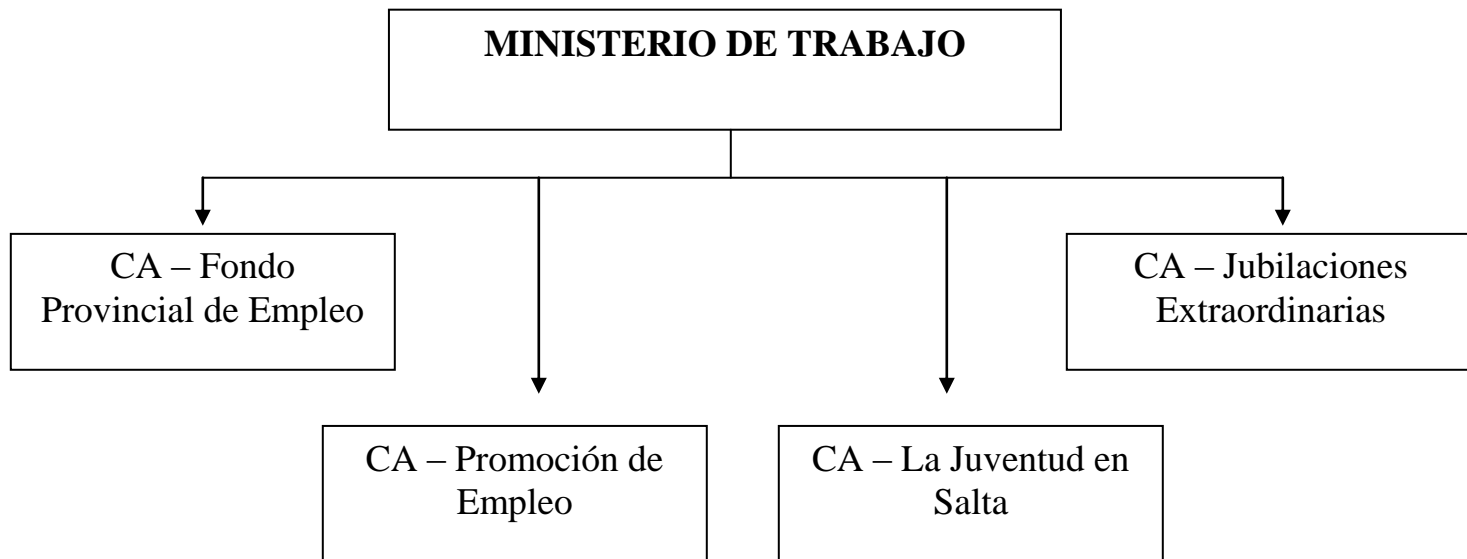 MINISTERIO DE TRABAJO
CA – Fondo
Provincial de Empleo
CA – Jubilaciones
Extraordinarias
CA – Promoción de
Empleo
CA – La Juventud en
Salta